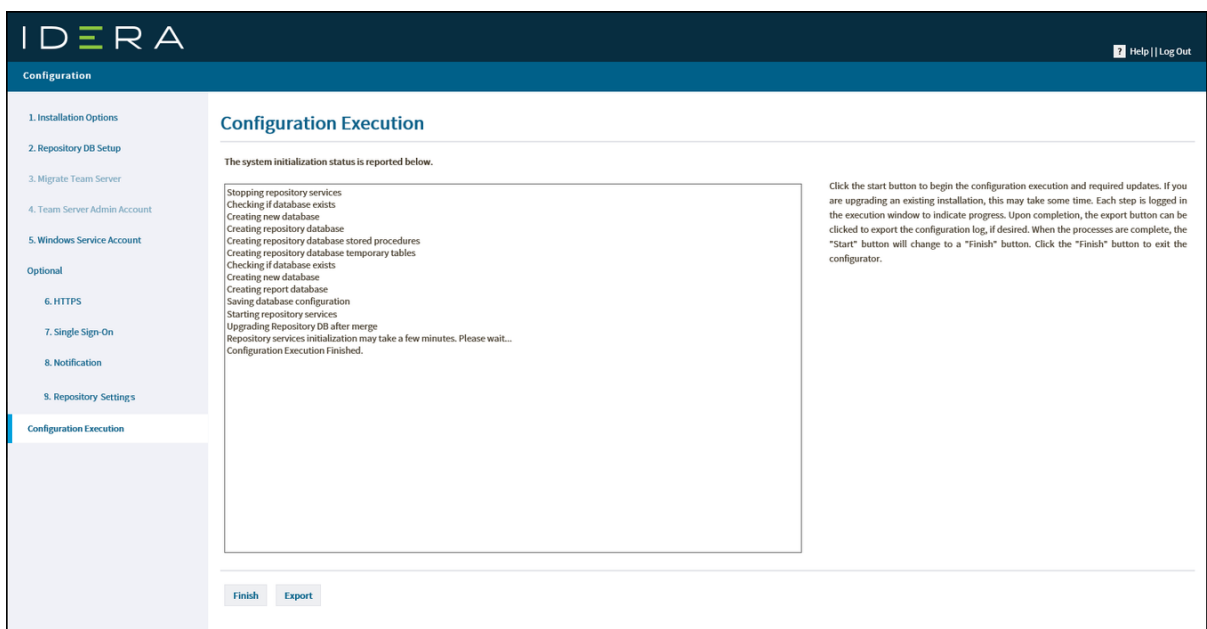 IDERA
? Help || Log Out
Configuration
1. Installation Options
2. Repository DB Setup
3. Migrate Team Server
4. Team Server Admin Account
5. Windows Service Account
Optional
6. HTTPS
7. Single Sign-On
8. Notification
9. Repository Settings
Configuration Execution
Configuration Execution
The system initialization status is reported below.
Stopping repository services
Checking if database exists
Creating new database
Creating repository database
Creating repository database stored procedures
Creating repository database temporary tables
Checking if database exists
Creating new database
Creating report database
Saving database configuration
Starting repository services
Upgrading Repository DB after merge
Repository services initialization may take a few minutes. Please wait...
Configuration Execution Finished.
Click the start button to begin the configuration execution and required updates. If you
are upgrading an existing installation, this may take some time. Each step is logged in
the execution window to indicate progress. Upon completion, the export button can be
clicked to export the configuration log, if desired. When the processes are complete, the
"Start" button will change to a "Finish" button. Click the "Finish" button to exit the
configurator.
Finish
Export